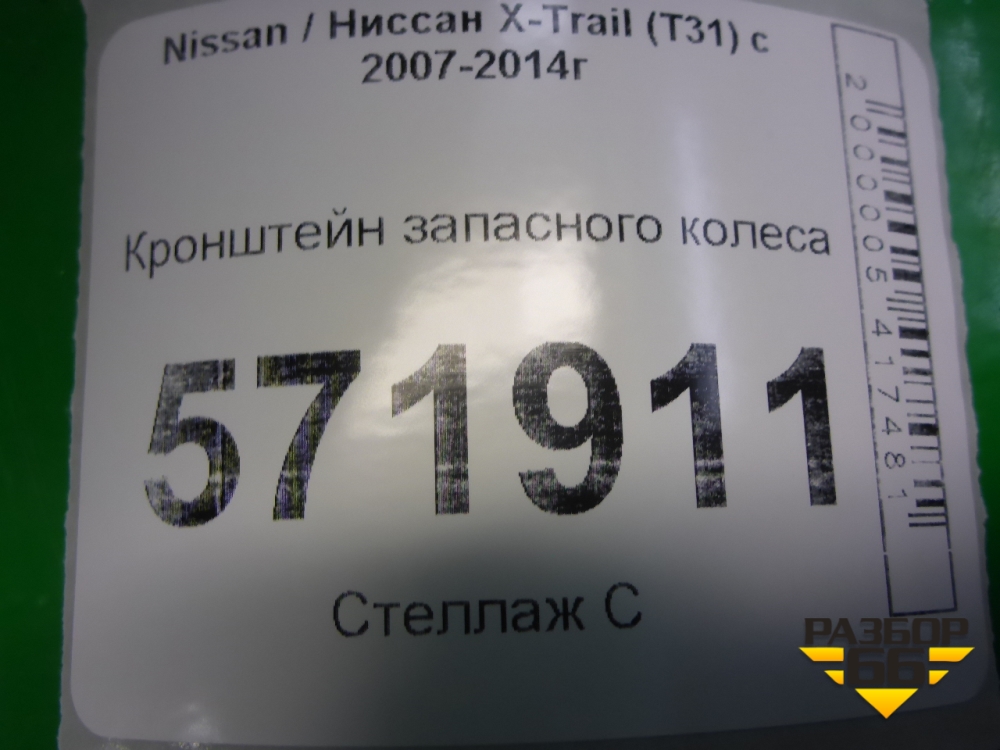 Nissan / Ниссан X-Trail (T31) с
2007-2014г
Кронштейн запасного колеса
571911
Стеллаж С
2000005417481
РАЗБОР
66